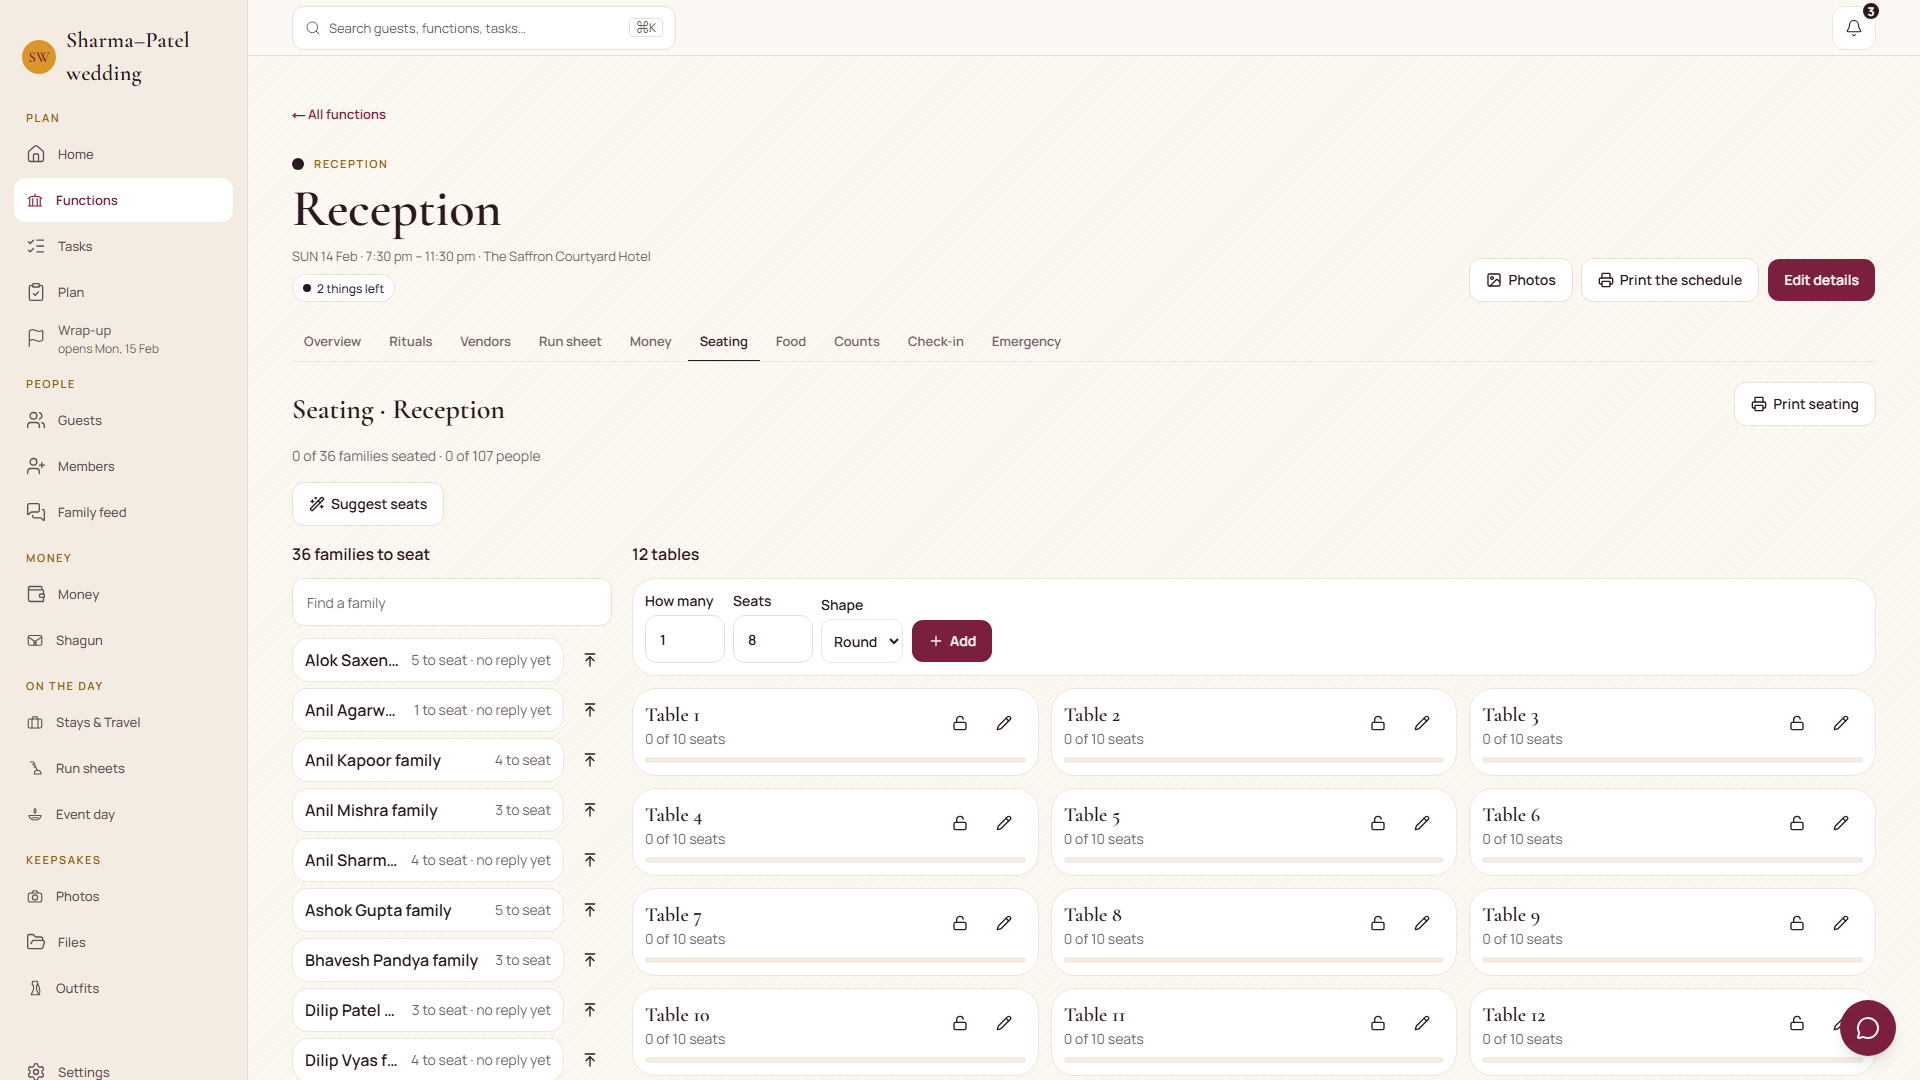 SW
Sharma–Patel
wedding
PLAN
Home
Functions
Tasks
Plan
Wrap-up
opens Mon, 15 Feb
PEOPLE
Guests
Members
Family feed
MONEY
Money
Shagun
ON THE DAY
Stays & Travel
Run sheets
Event day
KEEPSAKES
Photos
Files
Outfits
Settings
Search guests, functions, tasks... ⌘K
3
← All functions
RECEPTION
Reception
SUN 14 Feb · 7:30 pm – 11:30 pm · The Saffron Courtyard Hotel
2 things left
Photos
Print the schedule
Edit details
Overview Rituals Vendors Run sheet Money Seating Food Counts Check-in Emergency
Seating · Reception
Print seating
0 of 36 families seated · 0 of 107 people
Suggest seats
36 families to seat
Find a family
Alok Saxen... 5 to seat · no reply yet
Anil Agarw... 1 to seat · no reply yet
Anil Kapoor family 4 to seat
Anil Mishra family 3 to seat
Anil Sharm... 4 to seat · no reply yet
Ashok Gupta family 5 to seat
Bhavesh Pandya family 3 to seat
Dilip Patel ... 3 to seat · no reply yet
Dilip Vyas f... 4 to seat · no reply yet
12 tables
How many Seats Shape
1 8 Round + Add
Table 1
0 of 10 seats
Table 2
0 of 10 seats
Table 3
0 of 10 seats
Table 4
0 of 10 seats
Table 5
0 of 10 seats
Table 6
0 of 10 seats
Table 7
0 of 10 seats
Table 8
0 of 10 seats
Table 9
0 of 10 seats
Table 10
0 of 10 seats
Table 11
0 of 10 seats
Table 12
0 of 10 seats